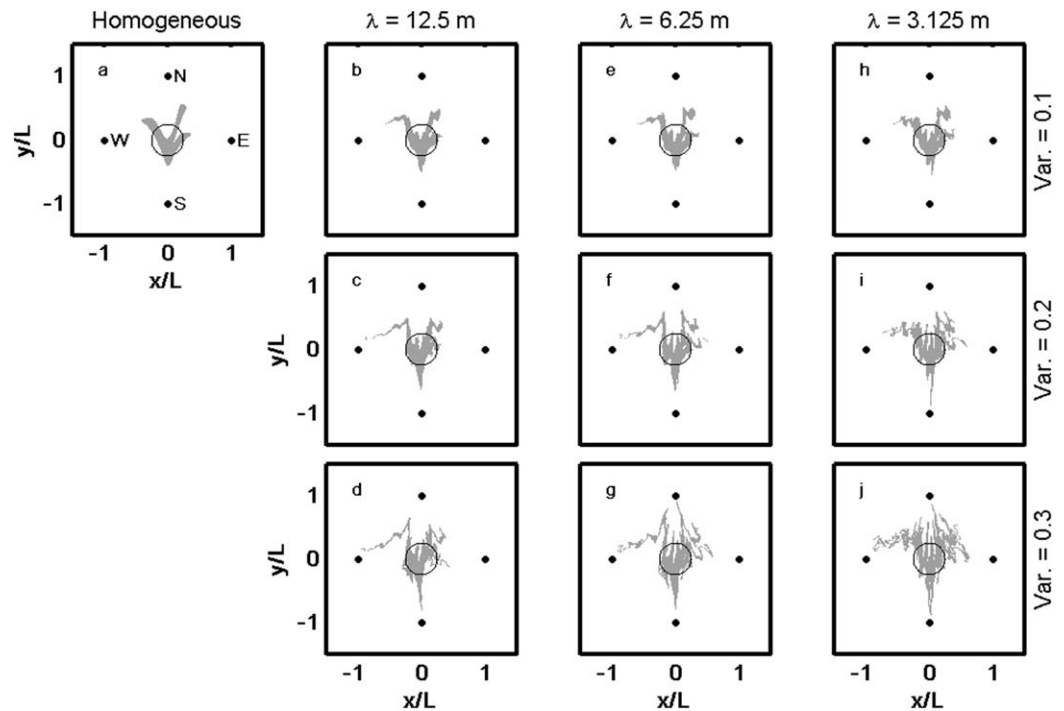 Homogeneous
λ = 12.5 m
λ = 6.25 m
λ = 3.125 m
a
N
W
E
S
1
0
-1
y/L
-1 0 1
x/L
b
e
h
Var. = 0.1
c
f
i
1
0
-1
y/L
Var. = 0.2
d
g
j
1
0
-1
y/L
Var. = 0.3
-1 0 1
-1 0 1
-1 0 1
x/L
x/L
x/L